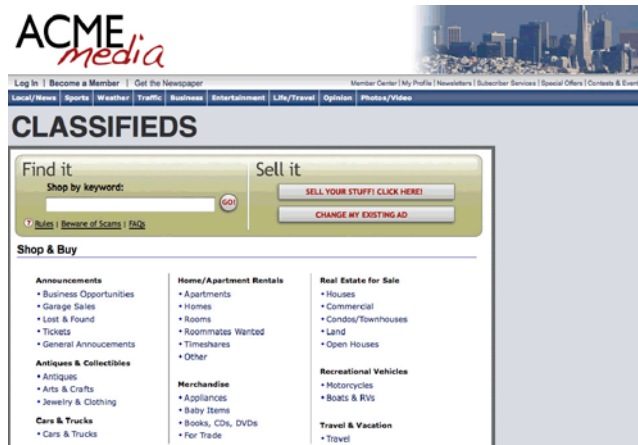 ACME
media
Log In | Become a Member | Get the Newspaper
Member Center | My Profile | Newsletters | Subscriber Services | Special Offers | Contests & Event
Local/News Sports Weather Traffic Business Entertainment Life/Travel Opinion Photos/Video
CLASSIFIEDS
Find it
Shop by keyword:
GO!
? Rules | Beware of Scams | FAQs
Sell it
SELL YOUR STUFF! CLICK HERE!
CHANGE MY EXISTING AD
Shop & Buy
Announcements
• Business Opportunities
• Garage Sales
• Lost & Found
• Tickets
• General Annoucements
Antiques & Collectibles
• Antiques
• Arts & Crafts
• Jewelry & Clothing
Cars & Trucks
• Cars & Trucks
Home/Apartment Rentals
• Apartments
• Homes
• Rooms
• Roommates Wanted
• Timeshares
• Other
Merchandise
• Appliances
• Baby Items
• Books, CDs, DVDs
• For Trade
Real Estate for Sale
• Houses
• Commercial
• Condos/Townhouses
• Land
• Open Houses
Recreational Vehicles
• Motorcycles
• Boats & RVs
Travel & Vacation
• Travel